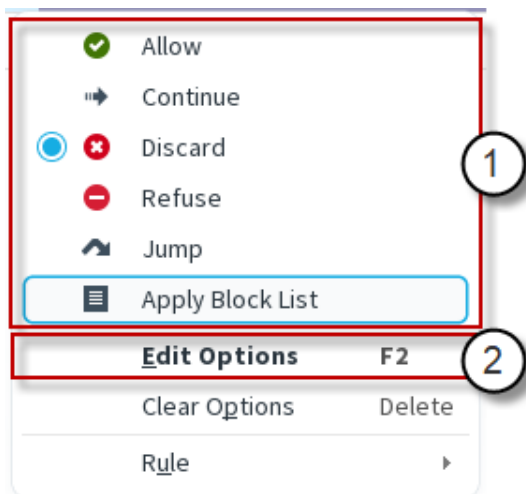 Allow
Continue
Discard
Refuse
Jump
Apply Block List
1
Edit Options F2
2
Clear Options Delete
Rule